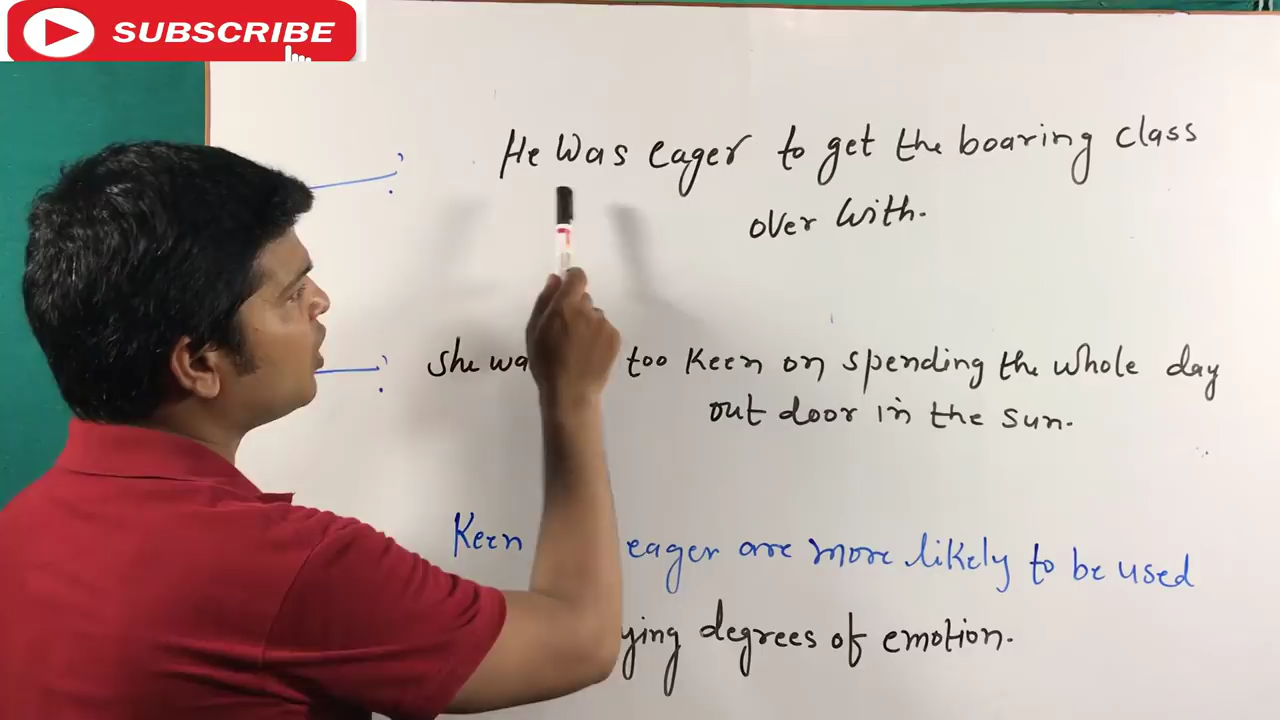 SUBSCRIBE
He was eager to get the boaring class
over with.
She wa too keen on spending the whole day
out door in the sun.
Keen eager are more likely to be used
ying degrees of emotion.